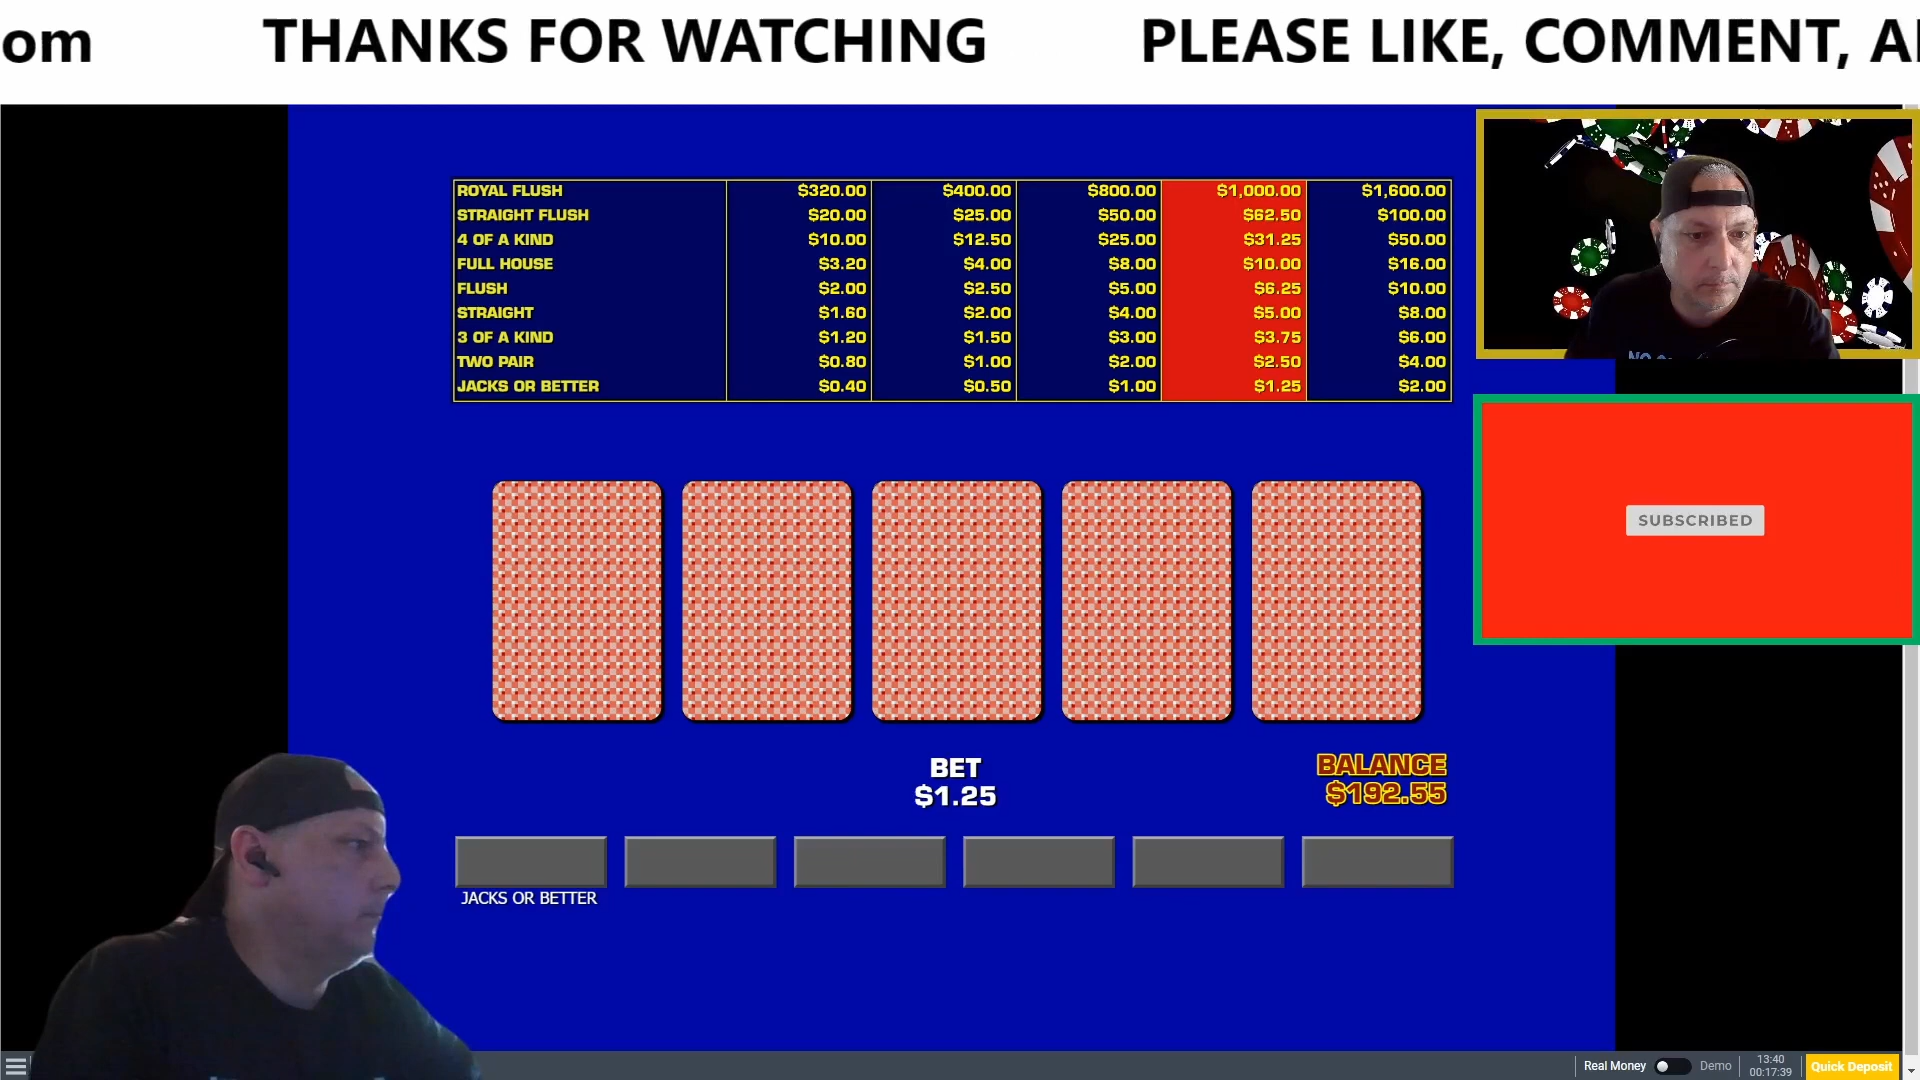 om THANKS FOR WATCHING PLEASE LIKE, COMMENT, A
ROYAL FLUSH $320.00 $400.00 $800.00 $1,000.00 $1,600.00
STRAIGHT FLUSH $20.00 $25.00 $50.00 $62.50 $100.00
4 OF A KIND $10.00 $12.50 $25.00 $31.25 $50.00
FULL HOUSE $3.20 $4.00 $8.00 $10.00 $16.00
FLUSH $2.00 $2.50 $5.00 $6.25 $10.00
STRAIGHT $1.60 $2.00 $4.00 $5.00 $8.00
3 OF A KIND $1.20 $1.50 $3.00 $3.75 $6.00
TWO PAIR $0.80 $1.00 $2.00 $2.50 $4.00
JACKS OR BETTER $0.40 $0.50 $1.00 $1.25 $2.00
SUBSCRIBED
BET
$1.25
BALANCE
$192.55
JACKS OR BETTER
Real Money Demo
13:40
00:17:39
Quick Deposit